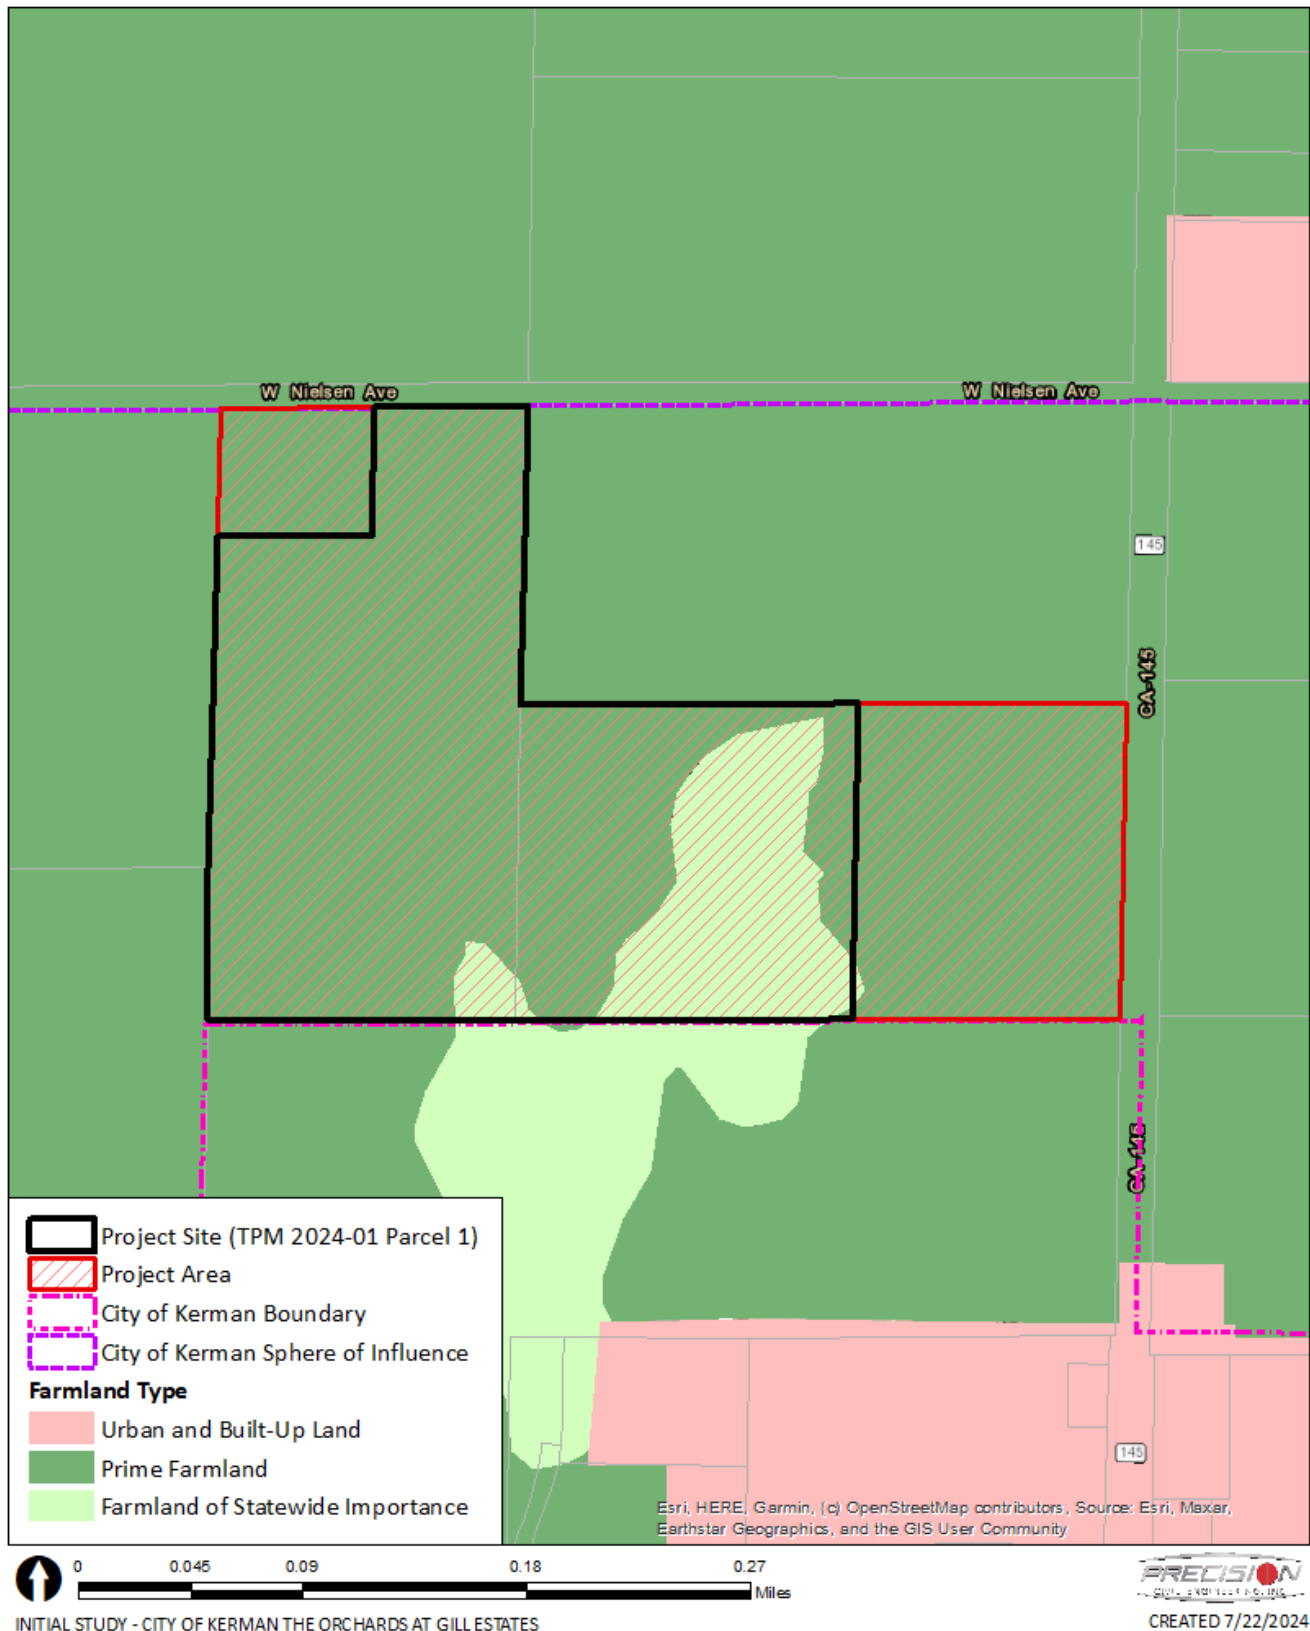 W Nielsen Ave
W Nielsen Ave
145
CA-145
CA-145
Project Site (TPM 2024-01 Parcel 1)
Project Area
City of Kerman Boundary
City of Kerman Sphere of Influence
Farmland Type
Urban and Built-Up Land
Prime Farmland
Farmland of Statewide Importance
145
Esri, HERE, Garmin, (c) OpenStreetMap contributors, Source: Esri, Maxar,
Earthstar Geographics, and the GIS User Community
0 0.045 0.09 0.18 0.27
Miles
PRECISION
CIVIL ENGINEERING, INC.
INITIAL STUDY - CITY OF KERMAN THE ORCHARDS AT GILL ESTATES
CREATED 7/22/2024